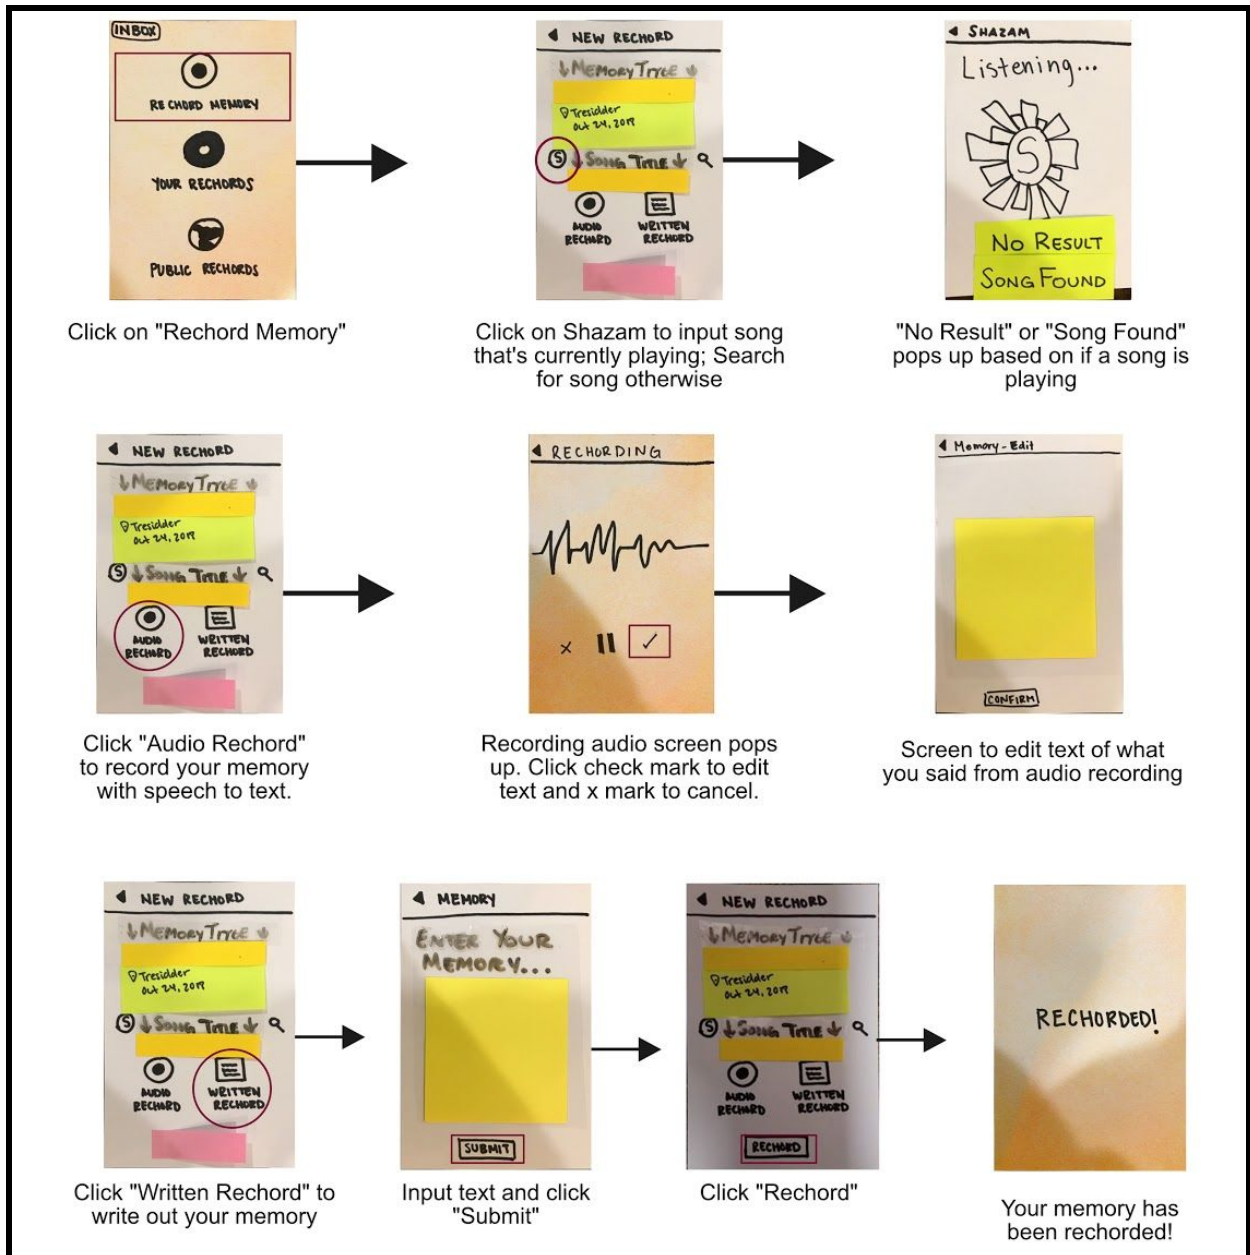 INBOX
RECHORD MEMORY
YOUR RECHORDS
PUBLIC RECHORDS
Click on "Rechord Memory"
NEW RECHORD
↓ MEMORY TITLE ↓
Tresidder
Oct 24, 2019
S ↓ SONG TITLE ↓
AUDIO RECHORD
WRITTEN RECHORD
Click on Shazam to input song
that's currently playing; Search
for song otherwise
SHAZAM
Listening...
S
NO RESULT
SONG FOUND
"No Result" or "Song Found"
pops up based on if a song is
playing
NEW RECHORD
↓ MEMORY TITLE ↓
Tresidder
Oct 24, 2019
S ↓ SONG TITLE ↓
AUDIO RECHORD
WRITTEN RECHORD
Click "Audio Rechord"
to record your memory
with speech to text.
RECHORDING
x
✓
Recording audio screen pops
up. Click check mark to edit
text and x mark to cancel.
Memory - Edit
CONFIRM
Screen to edit text of what
you said from audio recording
NEW RECHORD
↓ MEMORY TITLE ↓
Tresidder
Oct 24, 2019
S ↓ SONG TITLE ↓
AUDIO RECHORD
WRITTEN RECHORD
Click "Written Rechord" to
write out your memory
MEMORY
ENTER YOUR
MEMORY...
SUBMIT
Input text and click
"Submit"
NEW RECHORD
↓ MEMORY TITLE ↓
Tresidder
Oct 24, 2019
S ↓ SONG TITLE ↓
AUDIO RECHORD
WRITTEN RECHORD
RECHORD
Click "Rechord"
RECHORDED!
Your memory has
been rechorded!